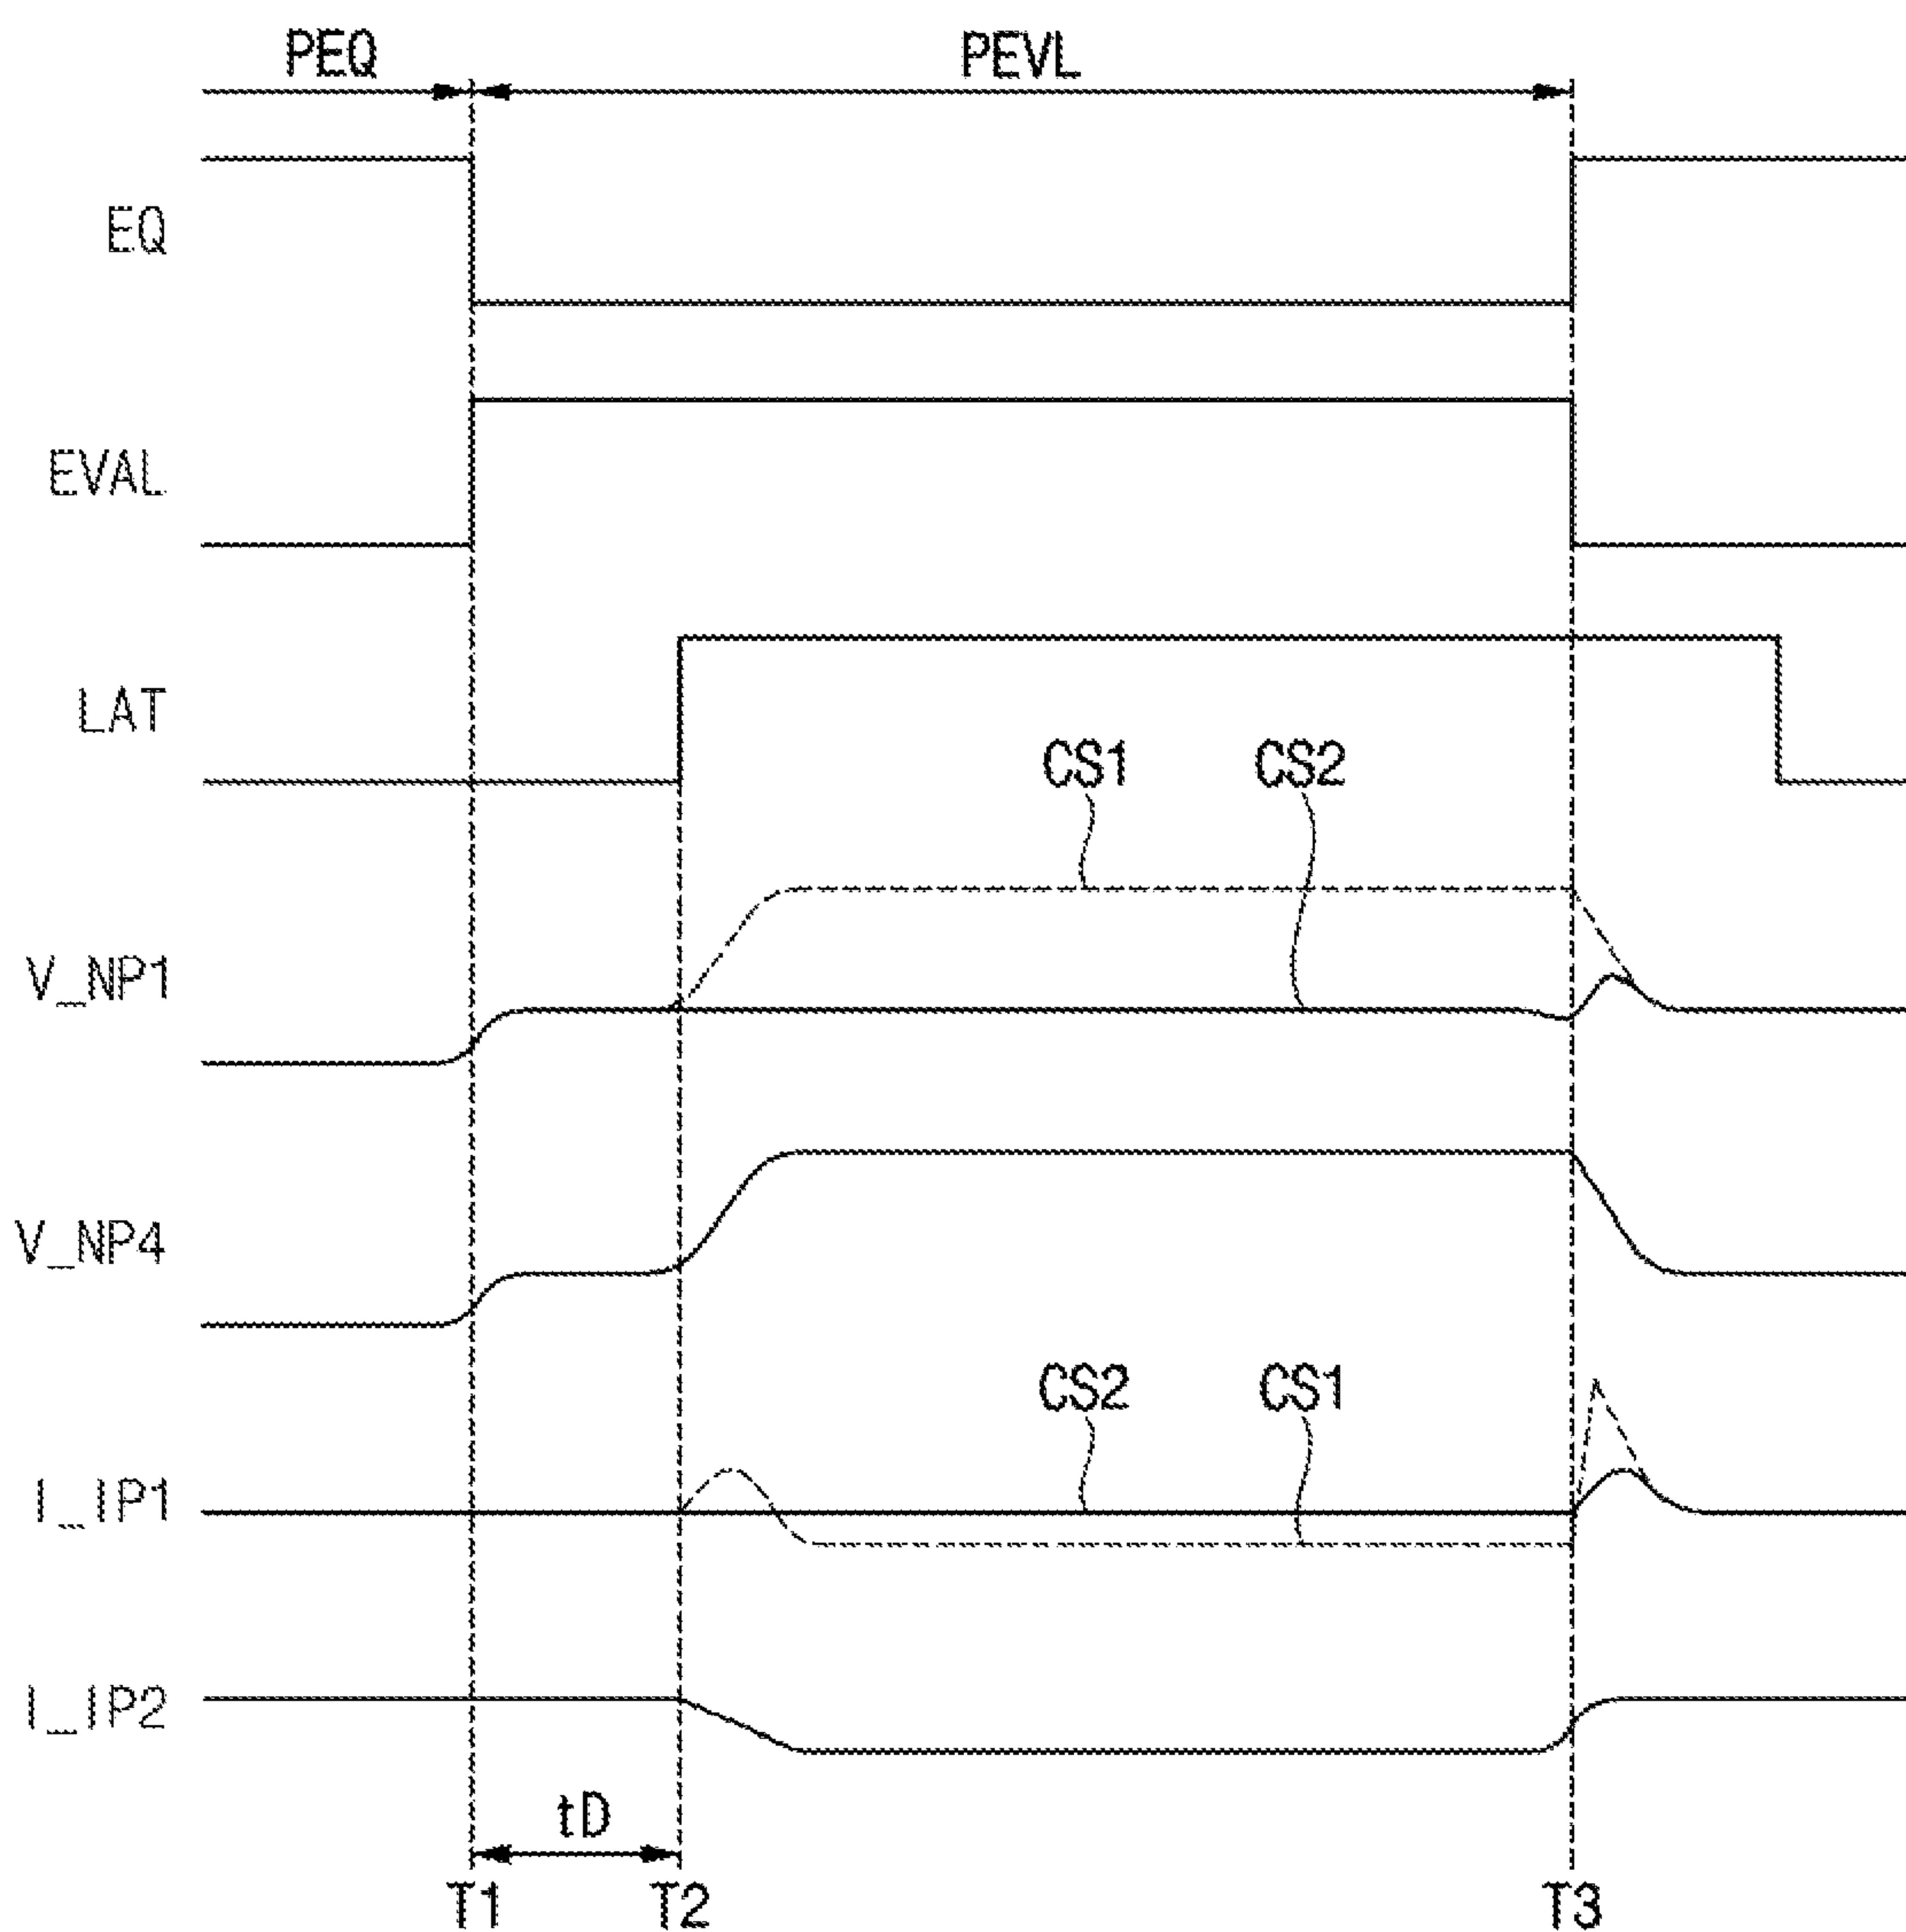 PEQ PEVL
EQ
EVAL
LAT
CS1 CS2
V_NP1
V_NP4
CS2 CS1
I_IP1
I_IP2
tD
T1 T2 T3